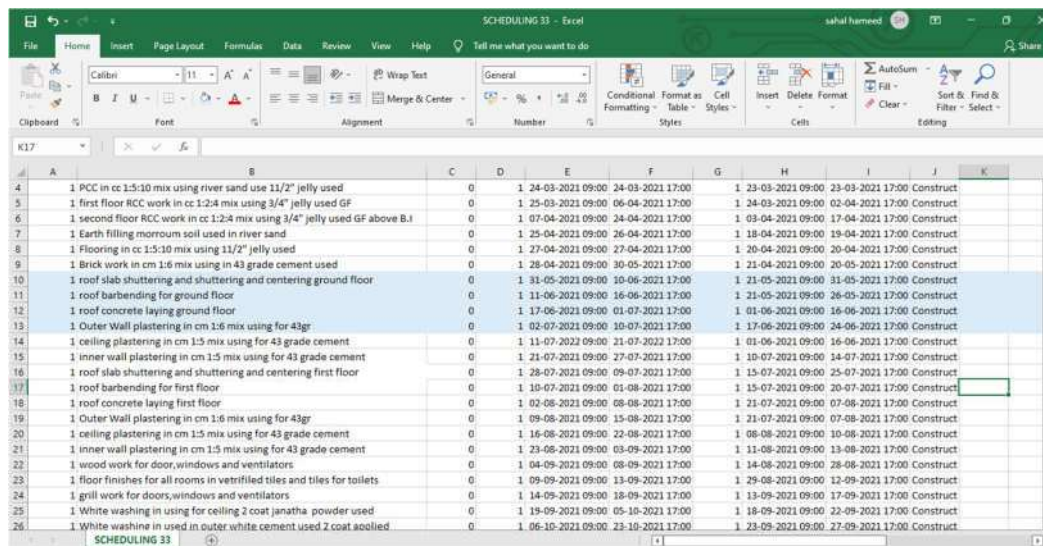 SCHEDULING 33 - Excel
sahal hameed
SH
File Home Insert Page Layout Formulas Data Review View Help Tell me what you want to do
Share
Calibri 11 A A Wrap Text General AutoSum
Paste B I U A Merge & Center % Conditional Formatting Format as Table Cell Styles Insert Delete Format Fill Clear Sort & Filter Find & Select
Clipboard Font Alignment Number Styles Cells Editing
K17 fx
A B C D E F G H I J K
4 1 PCC in cc 1:5:10 mix using river sand use 11/2" jelly used 0 1 24-03-2021 09:00 24-03-2021 17:00 1 23-03-2021 09:00 23-03-2021 17:00 Construct
5 1 first floor RCC work in cc 1:2:4 mix using 3/4" jelly used GF 0 1 25-03-2021 09:00 06-04-2021 17:00 1 24-03-2021 09:00 02-04-2021 17:00 Construct
6 1 second floor RCC work in cc 1:2:4 mix using 3/4" jelly used GF above B.I 0 1 07-04-2021 09:00 24-04-2021 17:00 1 03-04-2021 09:00 17-04-2021 17:00 Construct
7 1 Earth filling morroum soil used in river sand 0 1 25-04-2021 09:00 26-04-2021 17:00 1 18-04-2021 09:00 19-04-2021 17:00 Construct
8 1 Flooring in cc 1:5:10 mix using 11/2" jelly used 0 1 27-04-2021 09:00 27-04-2021 17:00 1 20-04-2021 09:00 20-04-2021 17:00 Construct
9 1 Brick work in cm 1:6 mix using in 43 grade cement used 0 1 28-04-2021 09:00 30-05-2021 17:00 1 21-04-2021 09:00 20-05-2021 17:00 Construct
10 1 roof slab shuttering and shuttering and centering ground floor 0 1 31-05-2021 09:00 10-06-2021 17:00 1 21-05-2021 09:00 31-05-2021 17:00 Construct
11 1 roof barbending for ground floor 0 1 11-06-2021 09:00 16-06-2021 17:00 1 21-05-2021 09:00 26-05-2021 17:00 Construct
12 1 roof concrete laying ground floor 0 1 17-06-2021 09:00 01-07-2021 17:00 1 01-06-2021 09:00 16-06-2021 17:00 Construct
13 1 Outer Wall plastering in cm 1:6 mix using for 43gr 0 1 02-07-2021 09:00 10-07-2021 17:00 1 17-06-2021 09:00 24-06-2021 17:00 Construct
14 1 ceiling plastering in cm 1:5 mix using for 43 grade cement 0 1 11-07-2022 09:00 21-07-2022 17:00 1 01-06-2021 09:00 16-06-2021 17:00 Construct
15 1 inner wall plastering in cm 1:5 mix using for 43 grade cement 0 1 21-07-2021 09:00 27-07-2021 17:00 1 10-07-2021 09:00 14-07-2021 17:00 Construct
16 1 roof slab shuttering and shuttering and centering first floor 0 1 28-07-2021 09:00 09-07-2021 17:00 1 15-07-2021 09:00 25-07-2021 17:00 Construct
17 1 roof barbending for first floor 0 1 10-07-2021 09:00 01-08-2021 17:00 1 15-07-2021 09:00 20-07-2021 17:00 Construct
18 1 roof concrete laying first floor 0 1 02-08-2021 09:00 08-08-2021 17:00 1 21-07-2021 09:00 07-08-2021 17:00 Construct
19 1 Outer Wall plastering in cm 1:6 mix using for 43gr 0 1 09-08-2021 09:00 15-08-2021 17:00 1 21-07-2021 09:00 07-08-2021 17:00 Construct
20 1 ceiling plastering in cm 1:5 mix using for 43 grade cement 0 1 16-08-2021 09:00 22-08-2021 17:00 1 08-08-2021 09:00 10-08-2021 17:00 Construct
21 1 inner wall plastering in cm 1:5 mix using for 43 grade cement 0 1 23-08-2021 09:00 03-09-2021 17:00 1 11-08-2021 09:00 13-08-2021 17:00 Construct
22 1 wood work for door,windows and ventilators 0 1 04-09-2021 09:00 08-09-2021 17:00 1 14-08-2021 09:00 28-08-2021 17:00 Construct
23 1 floor finishes for all rooms in vetrifiled tiles and tiles for toilets 0 1 09-09-2021 09:00 13-09-2021 17:00 1 29-08-2021 09:00 12-09-2021 17:00 Construct
24 1 grill work for doors,windows and ventilators 0 1 14-09-2021 09:00 18-09-2021 17:00 1 13-09-2021 09:00 17-09-2021 17:00 Construct
25 1 White washing in using for ceiling 2 coat janatha powder used 0 1 19-09-2021 09:00 05-10-2021 17:00 1 18-09-2021 09:00 22-09-2021 17:00 Construct
26 1 White washing in used in outer white cement used 2 coat applied 0 1 06-10-2021 09:00 23-10-2021 17:00 1 23-09-2021 09:00 27-09-2021 17:00 Construct
SCHEDULING 33